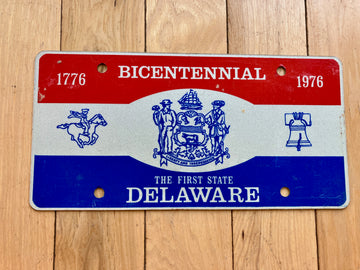 BICENTENNIAL
1776 1976
THE FIRST STATE
DELAWARE